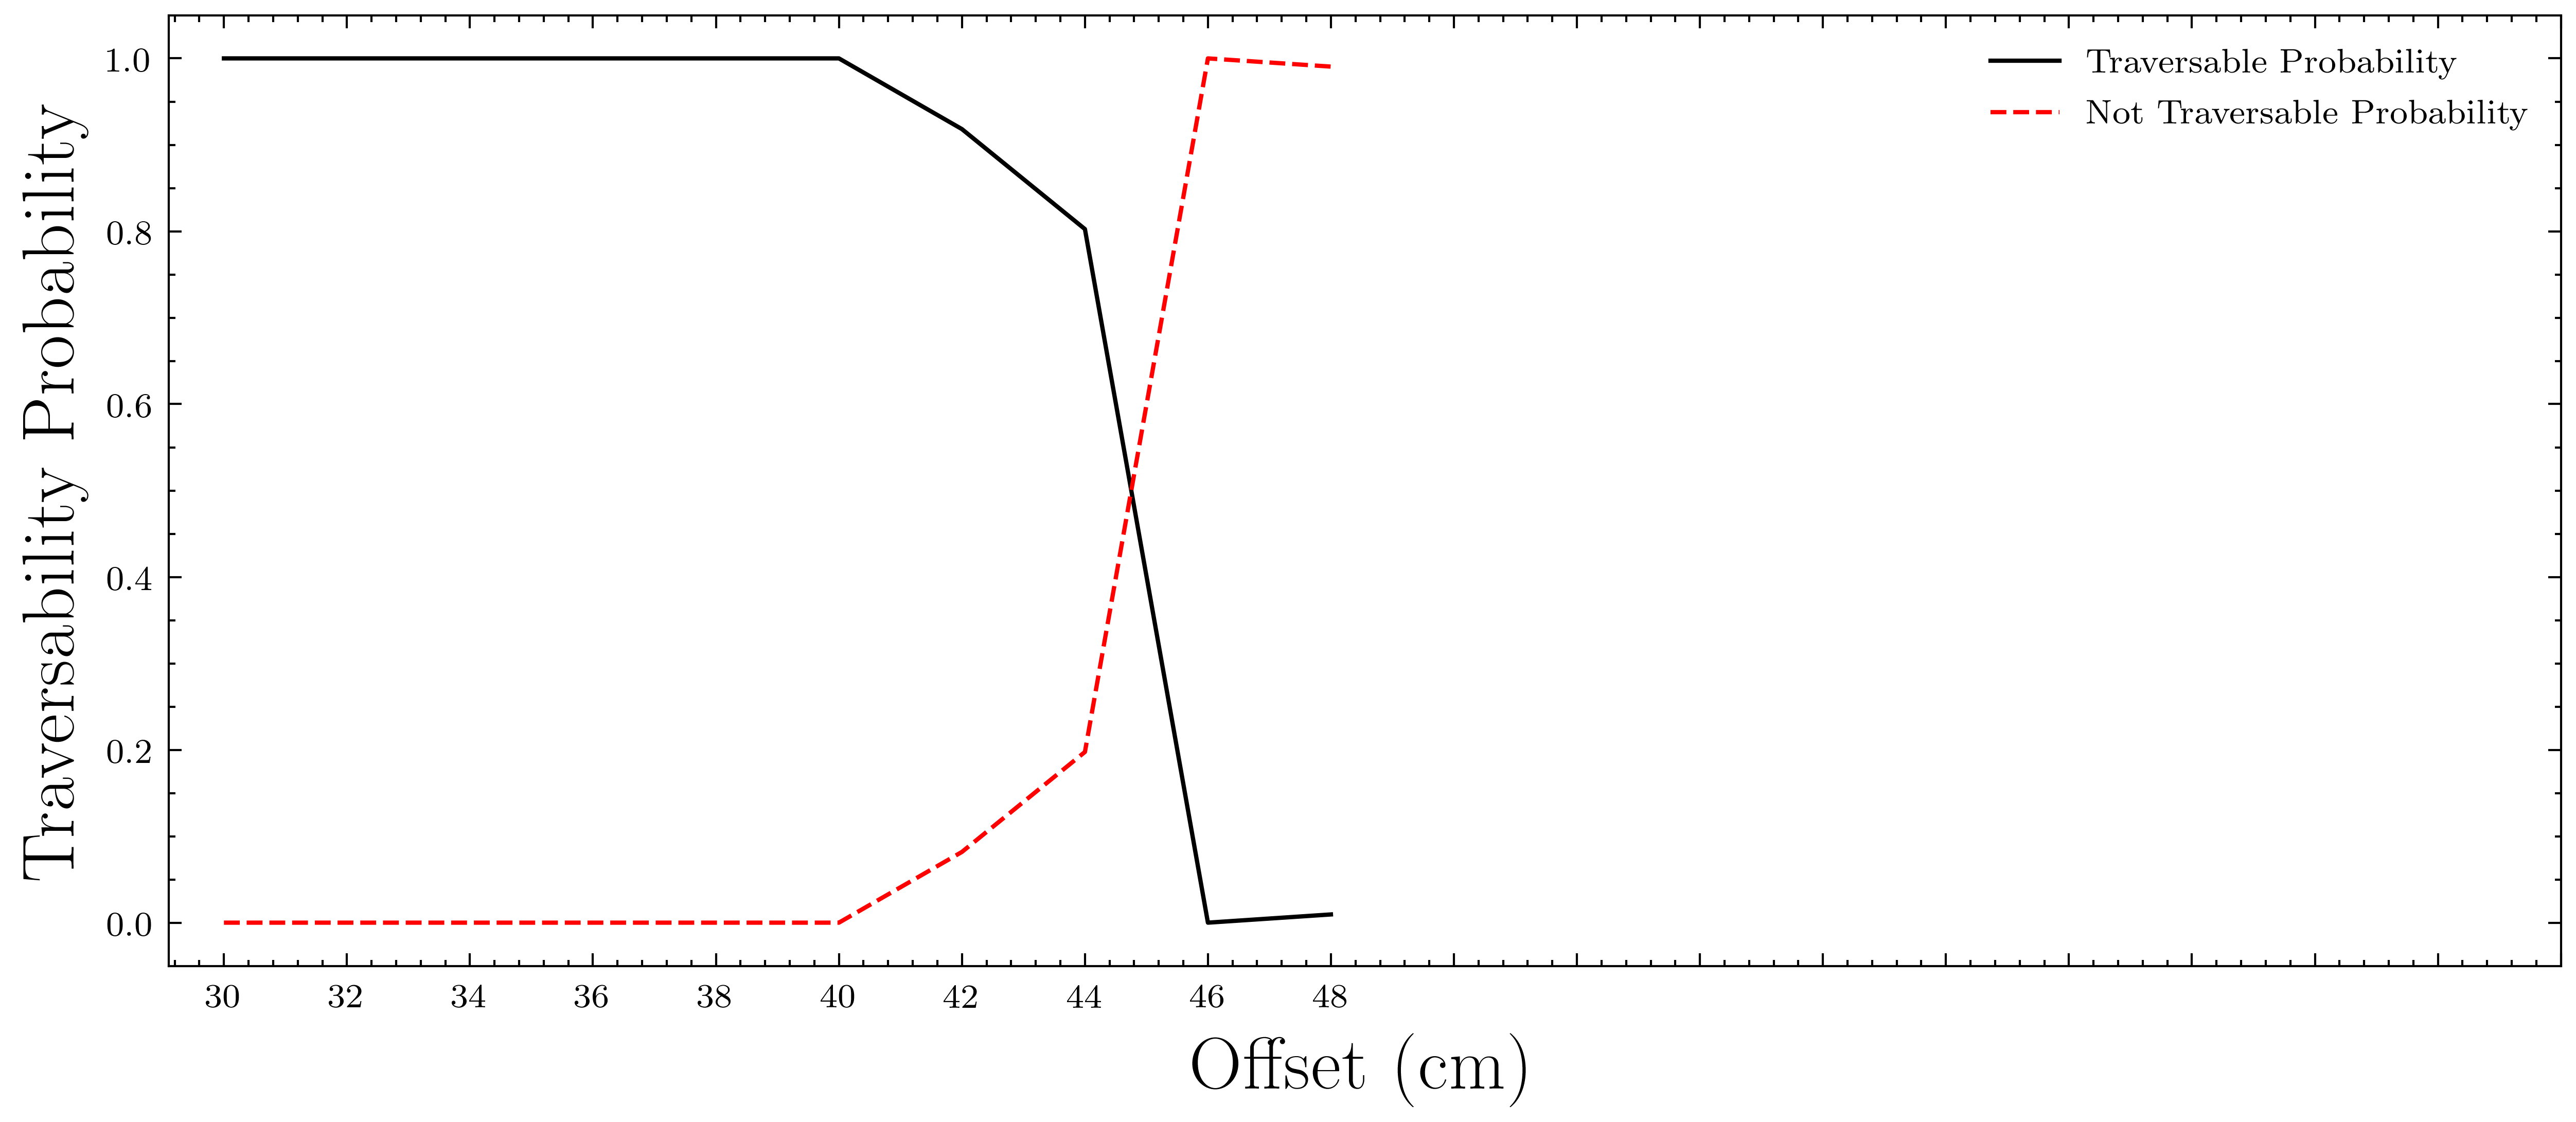 Traversability Probability
1.0
0.8
0.6
0.4
0.2
0.0
Traversable Probability
Not Traversable Probability
30 32 34 36 38 40 42 44 46 48
Offset (cm)